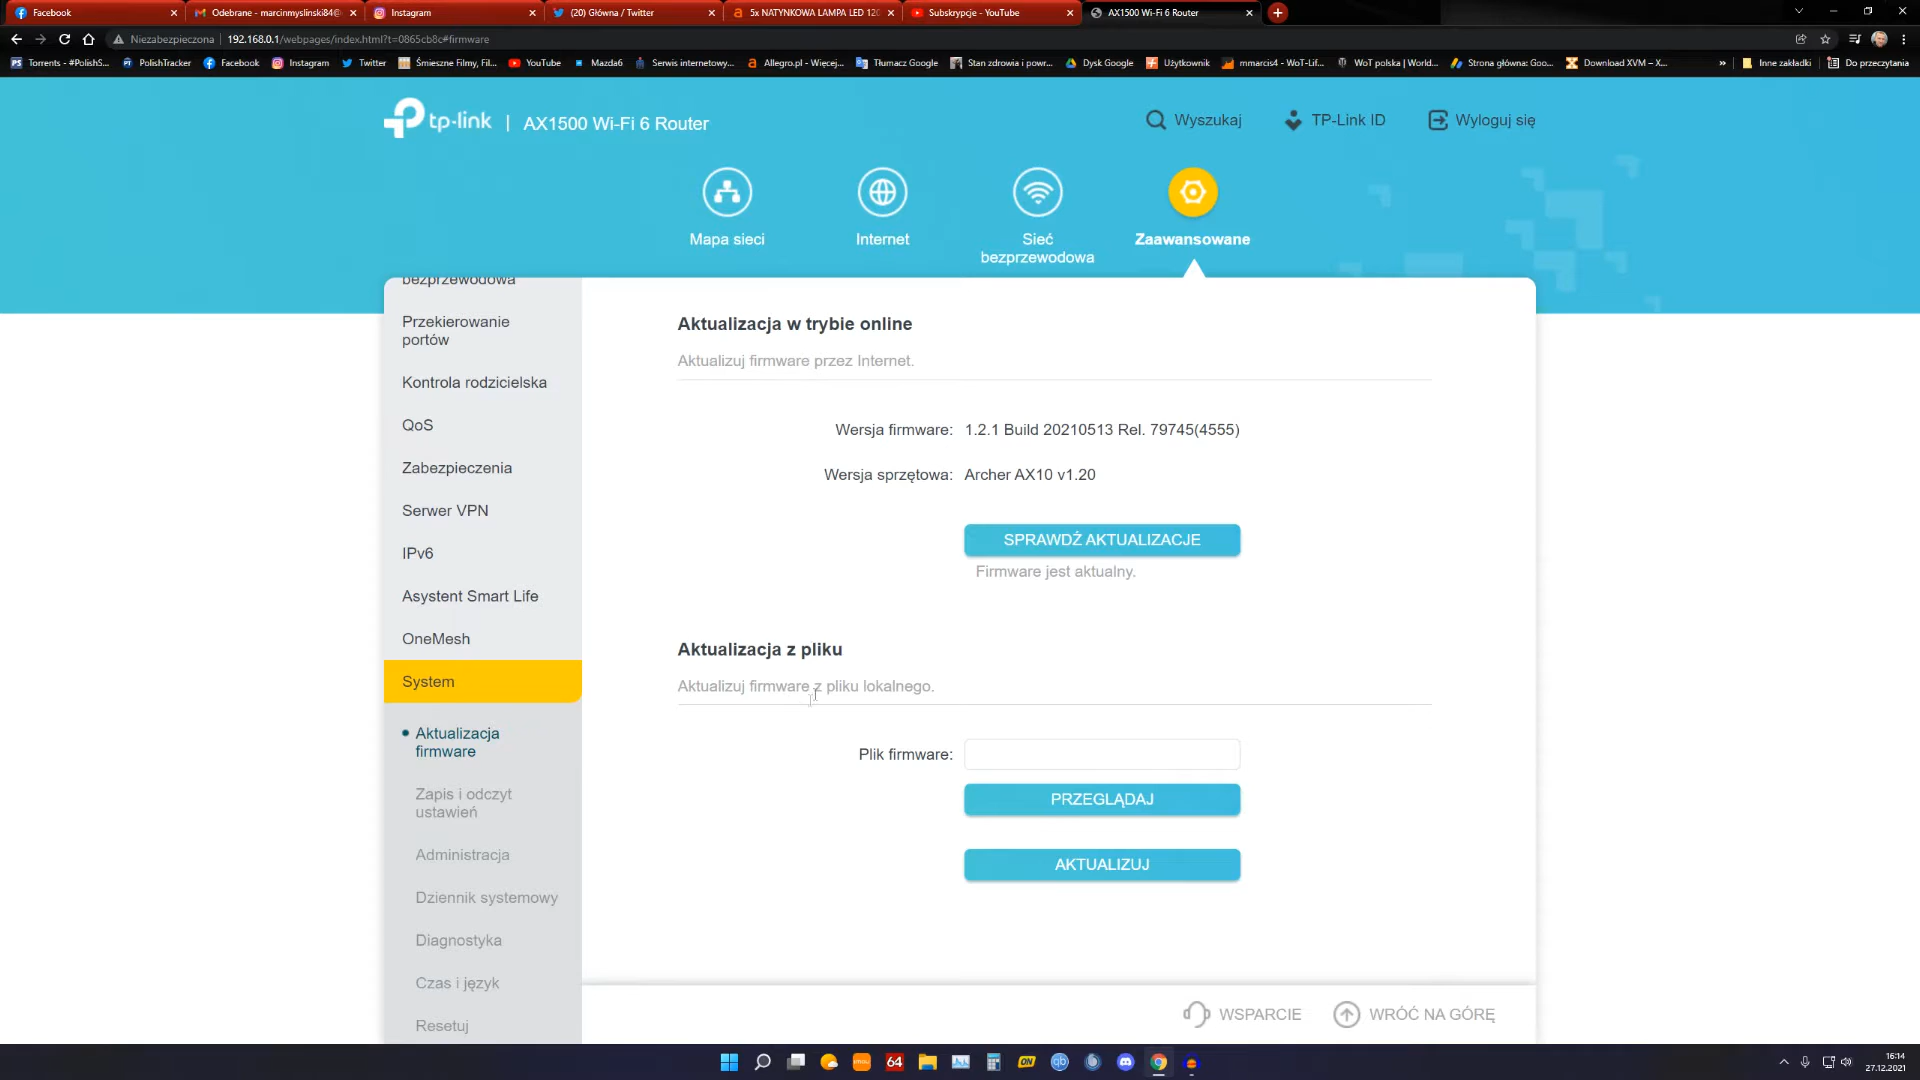 Facebook
Odebrane - marcinmyslinski84@
Instagram
(20) Główna / Twitter
5x NATYNKOWA LAMPA LED 120
Subskrypcje - YouTube
AX1500 Wi-Fi 6 Router
Niezabezpieczona | 192.168.0.1/webpages/index.html?t=0865cb8c#firmware
Torrents - #PolishS...
PolishTracker
Facebook
Instagram
Twitter
Śmieszne Filmy, Fil...
YouTube
Mazda6
Serwis internetowy...
Allegro.pl - Więcej...
Tłumacz Google
Stan zdrowia i powr...
Dysk Google
Użytkownik
mmarcis4 - WoT-Lif...
WoT polska | World...
Strona główna: Goo...
Download XVM – X...
»
Inne zakładki
Do przeczytania
tp-link | AX1500 Wi-Fi 6 Router
Wyszukaj
TP-Link ID
Wyloguj się
Mapa sieci
Internet
Sieć
bezprzewodowa
Zaawansowane
bezprzewodowa
Przekierowanie
portów
Kontrola rodzicielska
QoS
Zabezpieczenia
Serwer VPN
IPv6
Asystent Smart Life
OneMesh
System
Aktualizacja
firmware
Zapis i odczyt
ustawień
Administracja
Dziennik systemowy
Diagnostyka
Czas i język
Resetuj
Aktualizacja w trybie online
Aktualizuj firmware przez Internet.
Wersja firmware: 1.2.1 Build 20210513 Rel. 79745(4555)
Wersja sprzętowa: Archer AX10 v1.20
SPRAWDŹ AKTUALIZACJE
Firmware jest aktualny.
Aktualizacja z pliku
Aktualizuj firmware z pliku lokalnego.
Plik firmware:
PRZEGLĄDAJ
AKTUALIZUJ
WSPARCIE
WRÓĆ NA GÓRĘ
64
ON
qb
16:14
27.12.2021